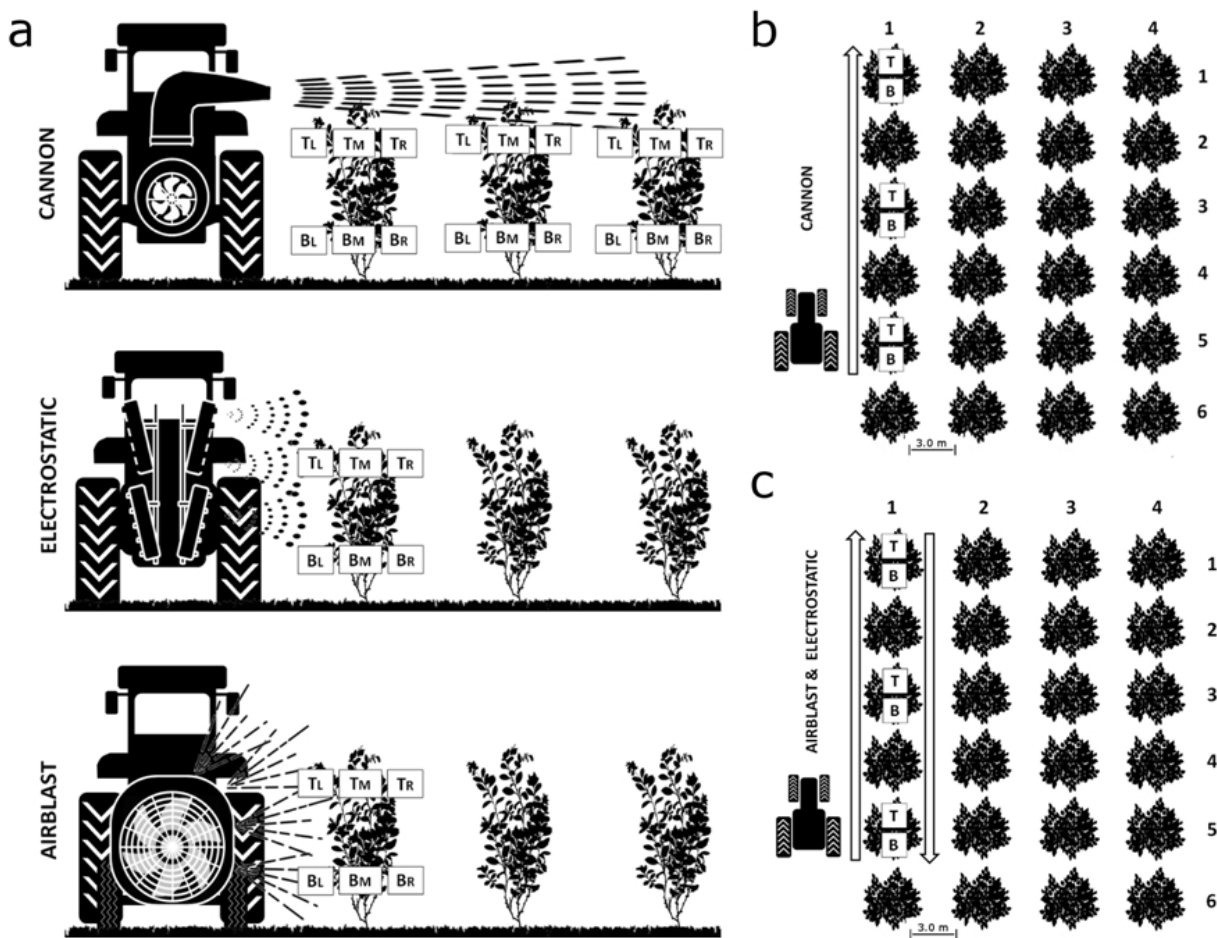 a
CANNON
TL TM TR TL TM TR TL TM TR
BL BM BR BL BM BR BL BM BR
ELECTROSTATIC
TL TM TR
BL BM BR
AIRBLAST
TL TM TR
BL BM BR
b
1 2 3 4
CANNON
T
B
1
2
T
B
3
4
T
B
5
6
3.0 m
c
1 2 3 4
AIRBLAST & ELECTROSTATIC
T
B
1
2
T
B
3
4
T
B
5
6
3.0 m